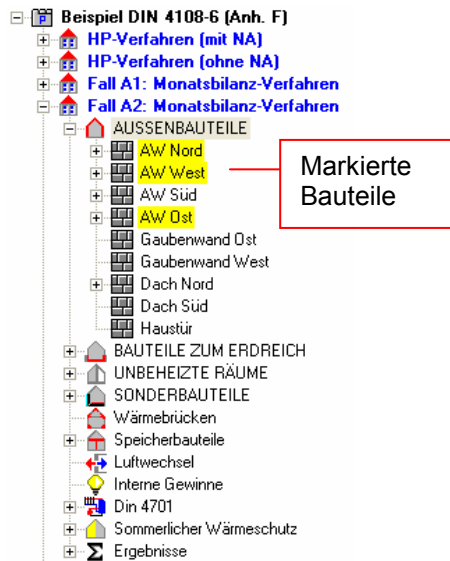 Beispiel DIN 4108-6 (Anh. F)
HP-Verfahren (mit NA)
HP-Verfahren (ohne NA)
Fall A1: Monatsbilanz-Verfahren
Fall A2: Monatsbilanz-Verfahren
AUSSENBAUTEILE
AW Nord
AW West
AW Süd
AW Ost
Gaubenwand Ost
Gaubenwand West
Dach Nord
Dach Süd
Haustür
BAUTEILE ZUM ERDREICH
UNBEHEIZTE RÄUME
SONDERBAUTEILE
Wärmebrücken
Speicherbauteile
Luftwechsel
Interne Gewinne
Din 4701
Sommerlicher Wärmeschutz
Ergebnisse
Markierte
Bauteile